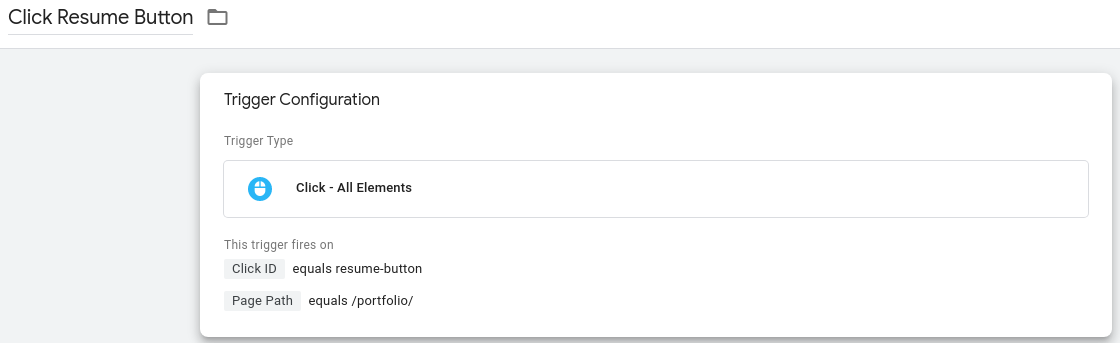 Click Resume Button
Trigger Configuration
Trigger Type
Click - All Elements
This trigger fires on
Click ID equals resume-button
Page Path equals /portfolio/